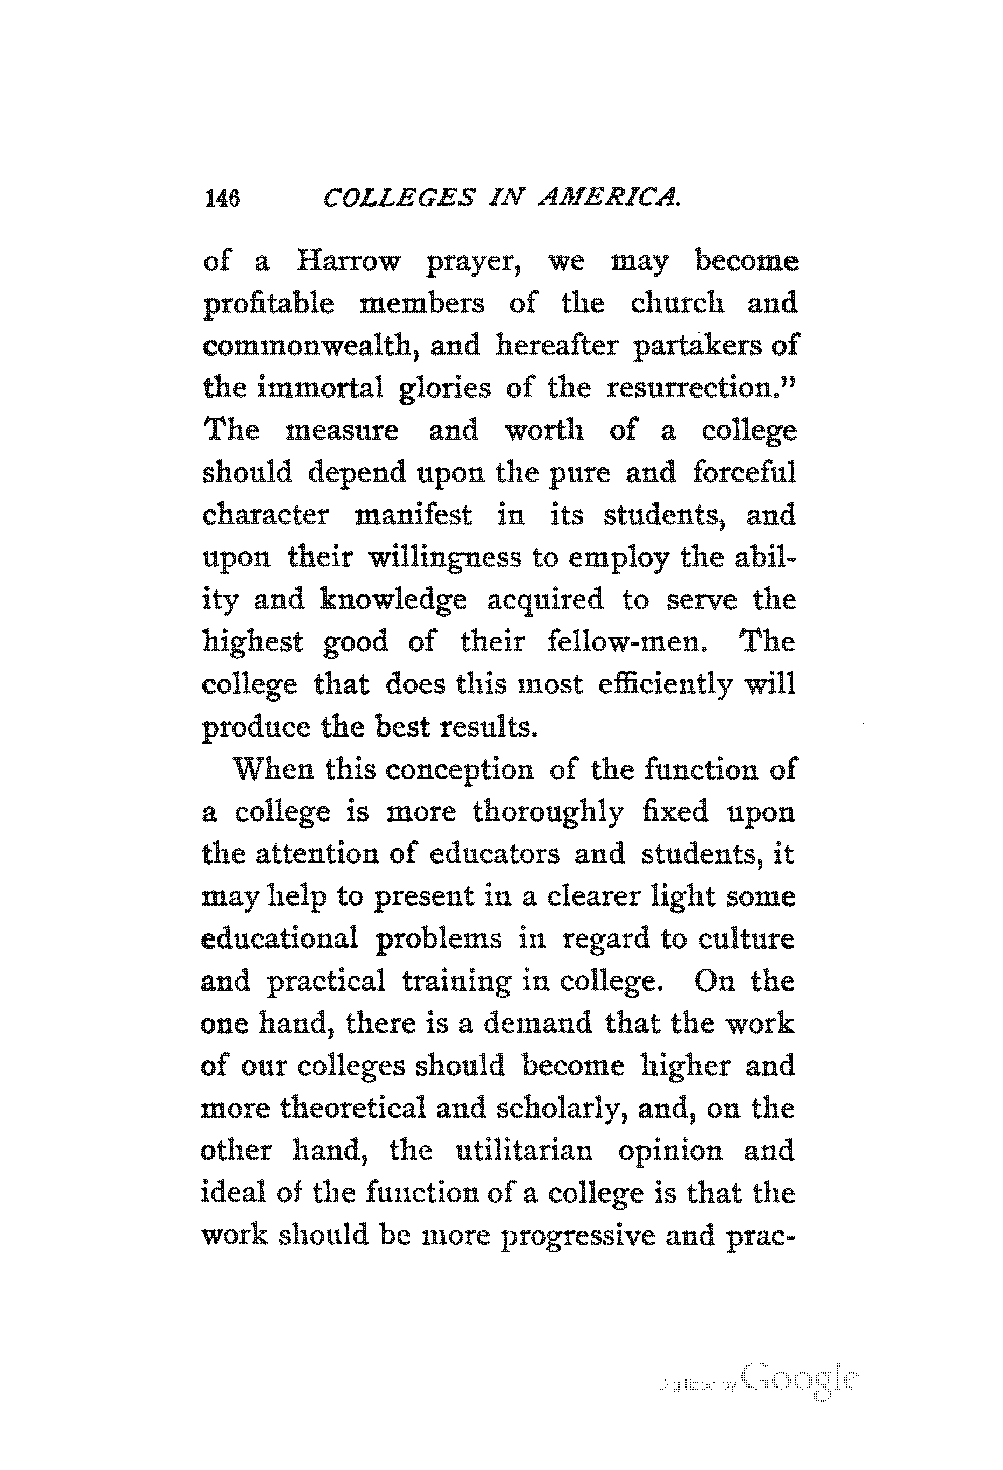 146 COLLEGES IN AMERICA.
of a Harrow prayer, we may become
profitable members of the church and
commonwealth, and hereafter partakers of
the immortal glories of the resurrection."
The measure and worth of a college
should depend upon the pure and forceful
character manifest in its students, and
upon their willingness to employ the abil-
ity and knowledge acquired to serve the
highest good of their fellow-men. The
college that does this most efficiently will
produce the best results.
When this conception of the function of
a college is more thoroughly fixed upon
the attention of educators and students, it
may help to present in a clearer light some
educational problems in regard to culture
and practical training in college. On the
one hand, there is a demand that the work
of our colleges should become higher and
more theoretical and scholarly, and, on the
other hand, the utilitarian opinion and
ideal of the function of a college is that the
work should be more progressive and prac-
Digitized by Google